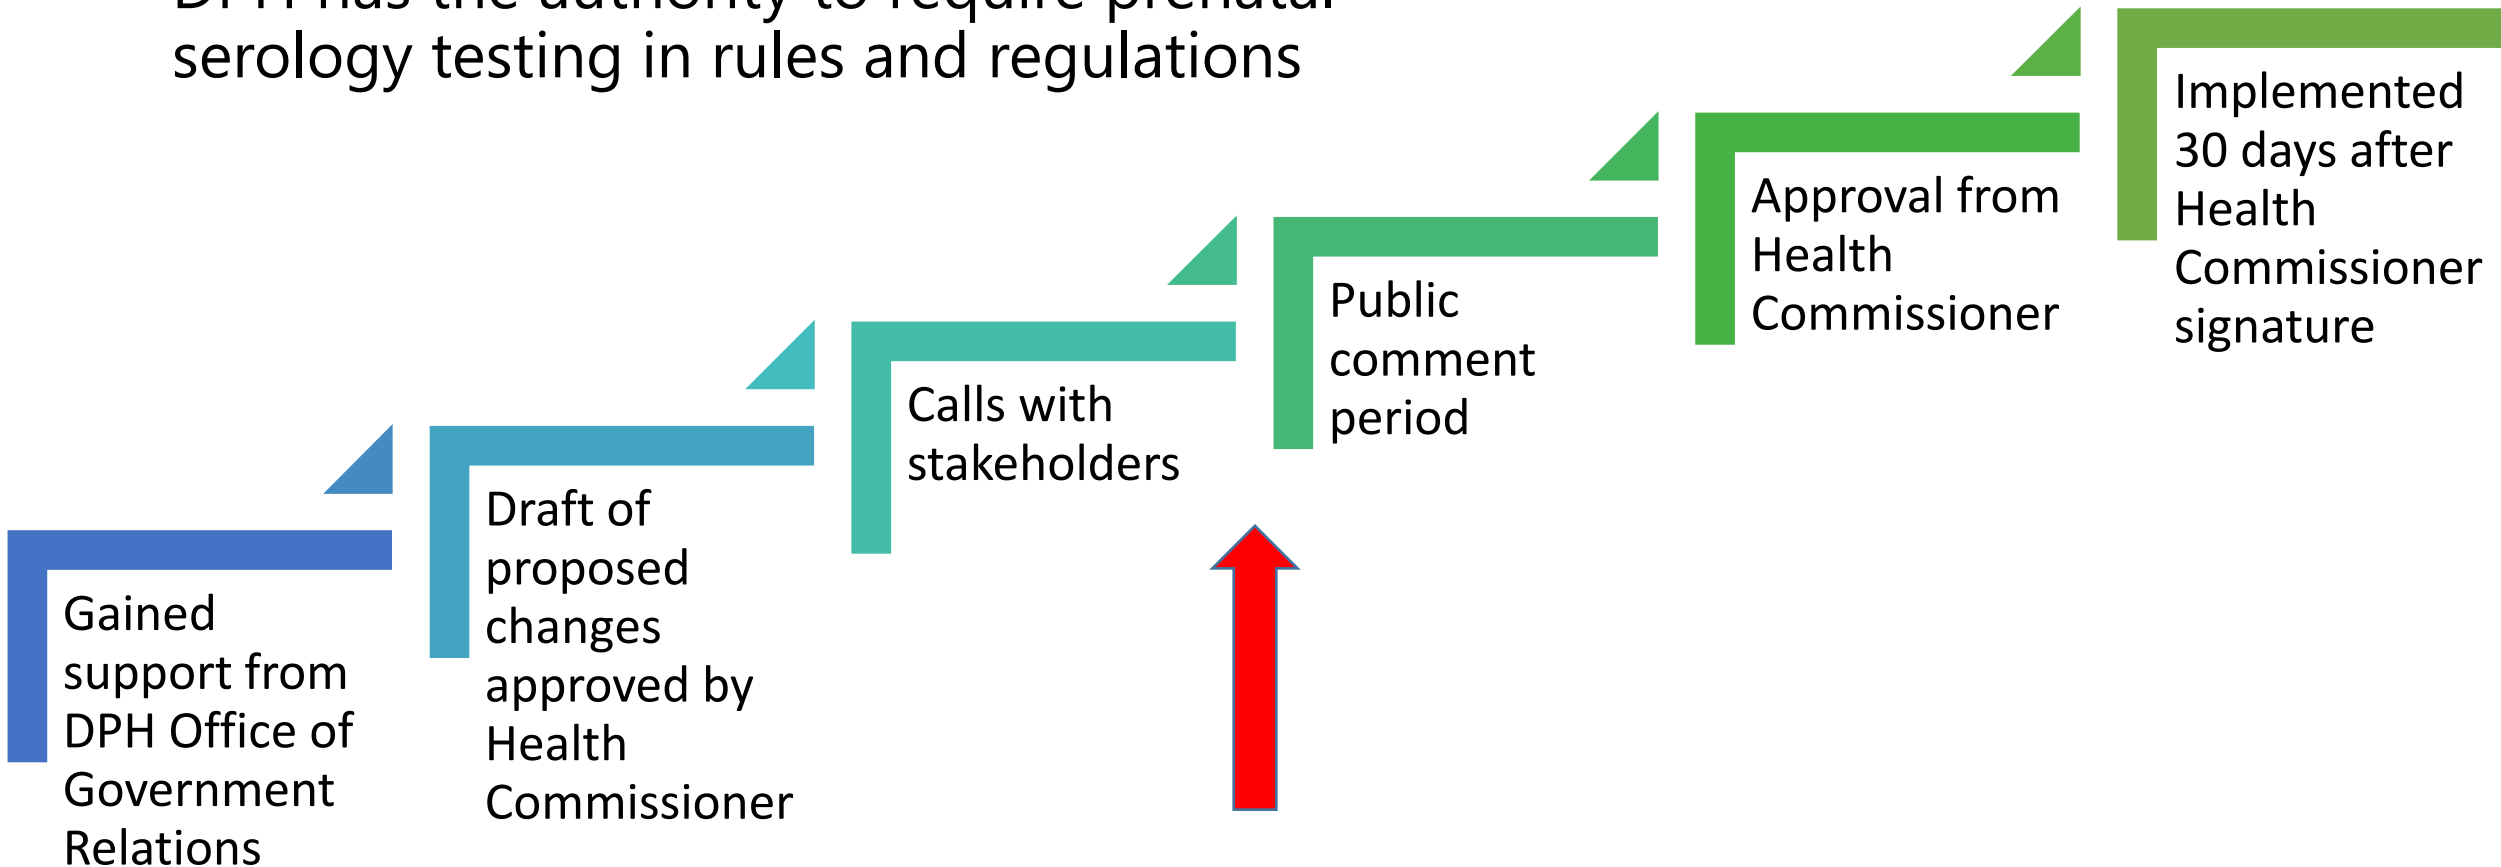 serology testing in rules and regulations
Gained
support from
DPH Office of
Government
Relations
Draft of
proposed
changes
approved by
Health
Commissioner
Calls with
stakeholders
Public
comment
period
Approval from
Health
Commissioner
Implemented
30 days after
Health
Commissioner
signature